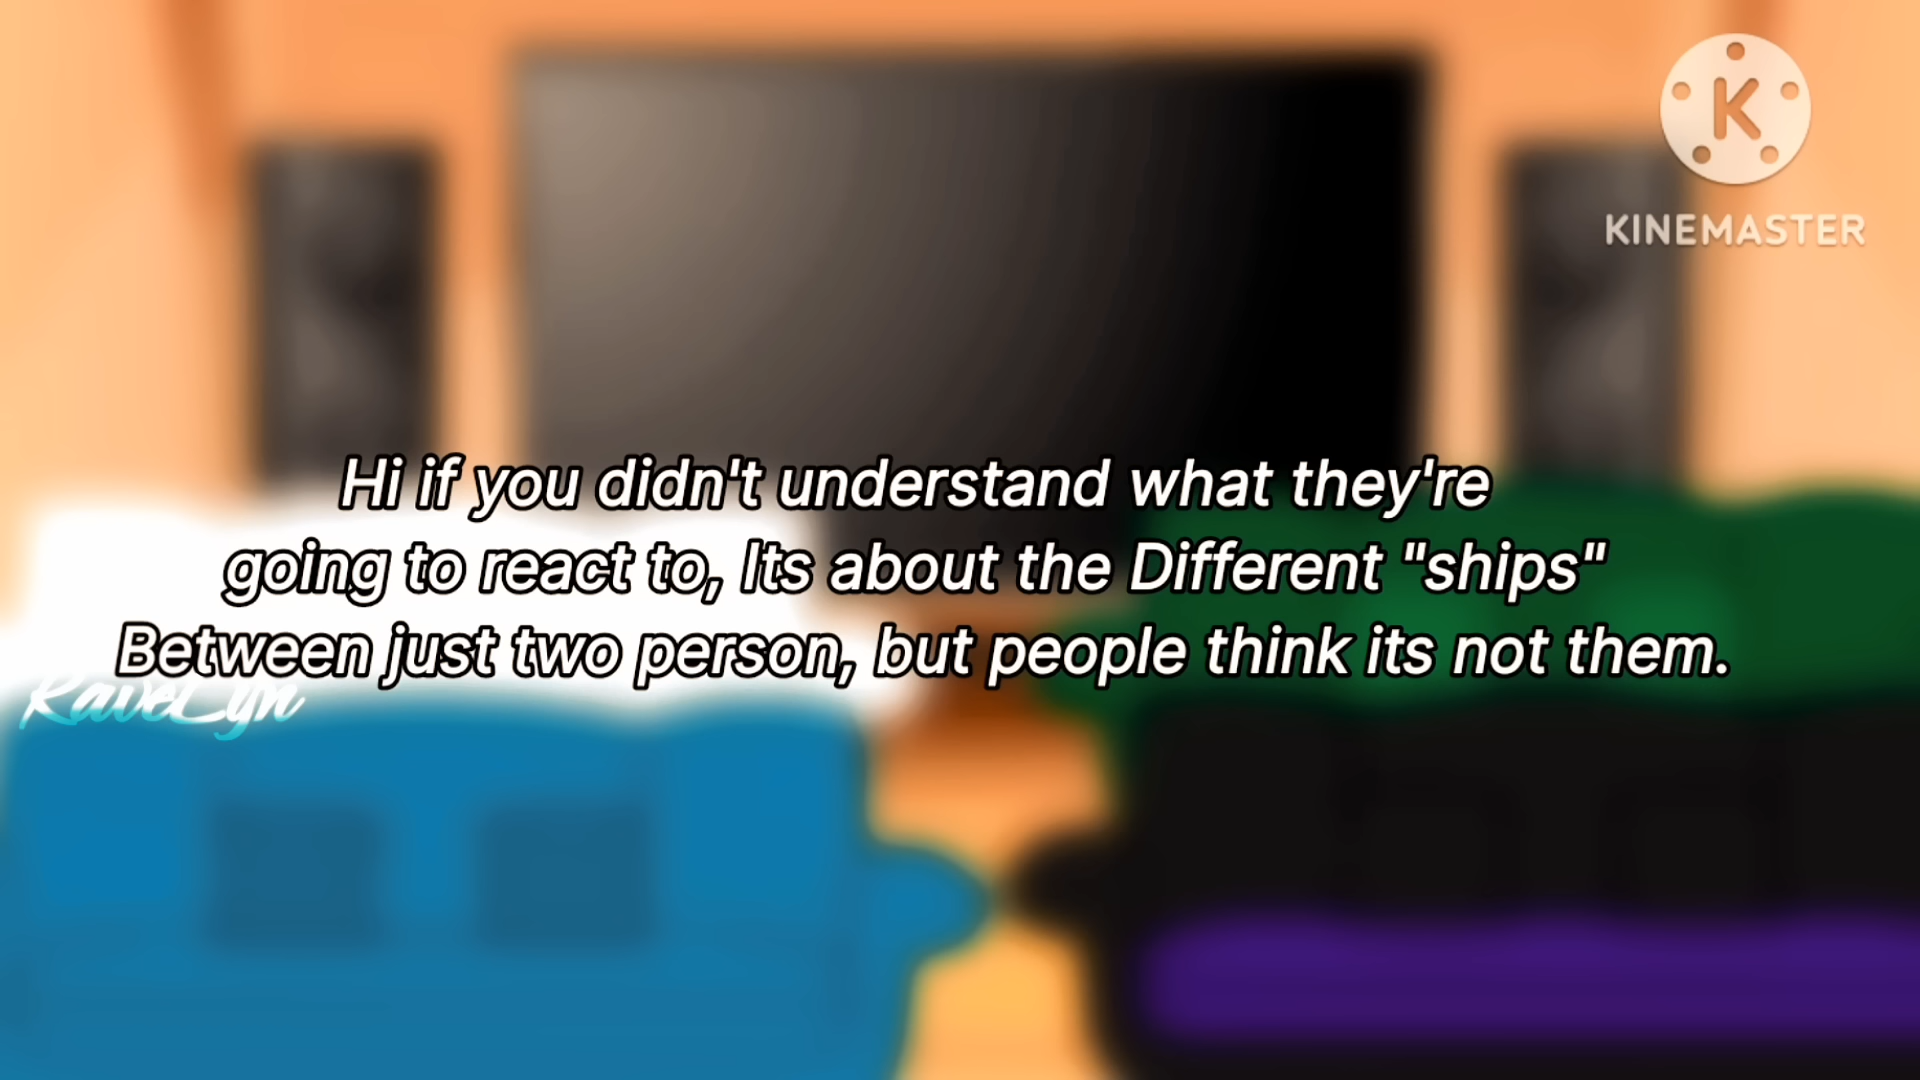 K
KINEMASTER
Hi if you didn't understand what they're
going to react to, Its about the Different "ships"
Between just two person, but people think its not them.
RaveLyn